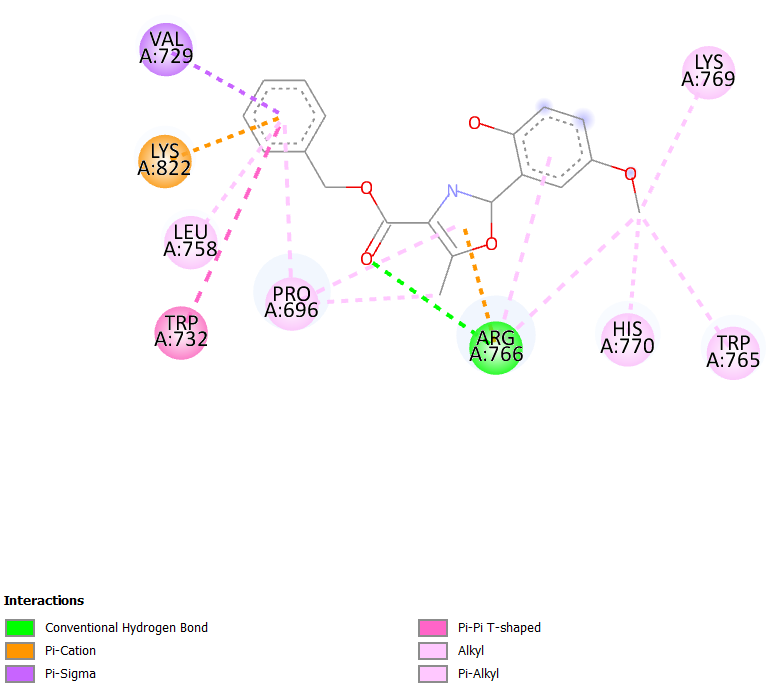 VAL
A:729
LYS
A:769
O
LYS
A:822
O
N
O
LEU
A:758
O
O
PRO
A:696
TRP
A:732
ARG
A:766
HIS
A:770
TRP
A:765
Interactions
Conventional Hydrogen Bond
Pi-Cation
Pi-Sigma
Pi-Pi T-shaped
Alkyl
Pi-Alkyl